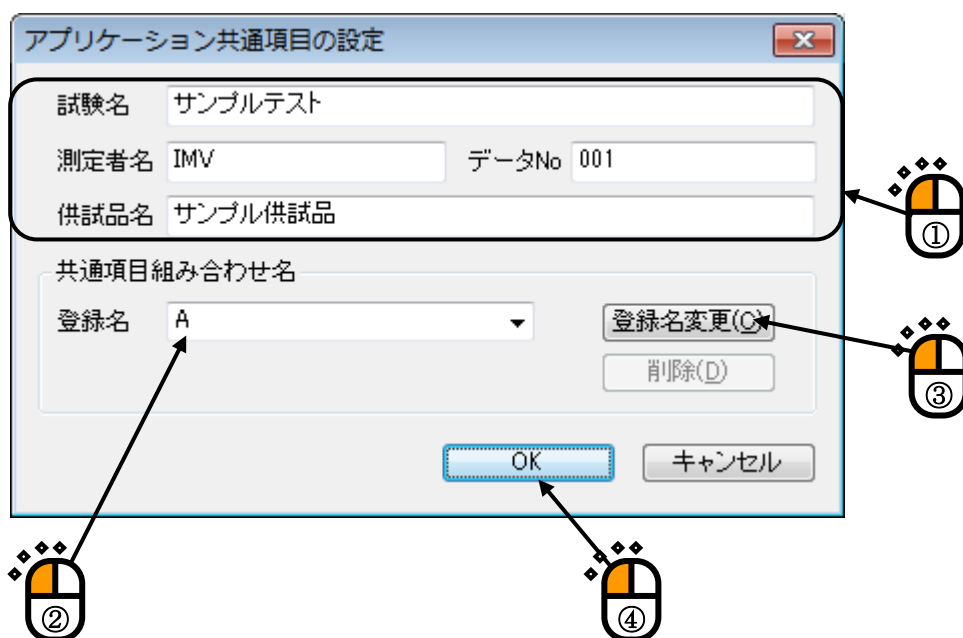 アプリケーション共通項目の設定
試験名 サンプルテスト
測定者名 IMV データNo 001
供試品名 サンプル供試品
①
共通項目組み合わせ名
登録名 A 登録名変更(C)
削除(D)
③
OK キャンセル
② ④